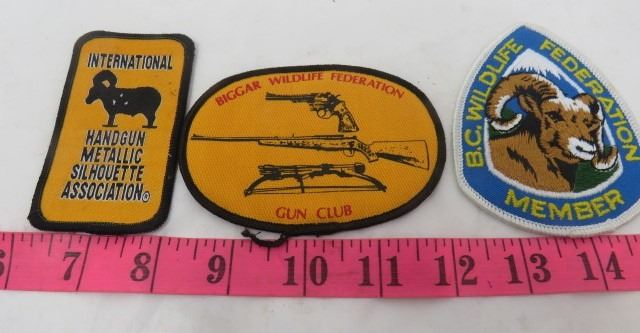 INTERNATIONAL
HANDGUN
METALLIC
SILHOUETTE
ASSOCIATION©
BIGGAR WILDLIFE FEDERATION
GUN CLUB
B.C. WILDLIFE FEDERATION
MEMBER
6 7 8 9 10 11 12 13 14